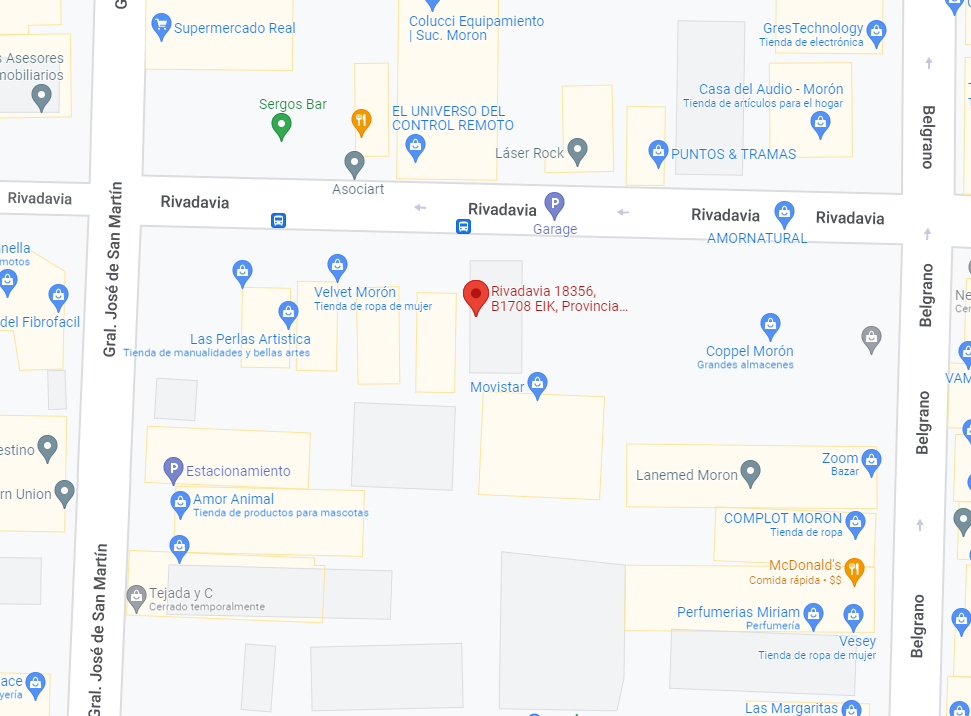 G
Supermercado Real
Colucci Equipamiento
| Suc. Moron
GresTechnology
Tienda de electrónica
s Asesores
nobiliarios
Casa del Audio - Morón
Tienda de artículos para el hogar
Sergos Bar
EL UNIVERSO DEL
CONTROL REMOTO
Belgrano
Láser Rock
PUNTOS & TRAMAS
Asociart
Rivadavia
Rivadavia
Rivadavia
P
Garage
Rivadavia
Rivadavia
AMORNATURAL
Gral. José de San Martín
anella
motos
del Fibrofacil
Velvet Morón
Tienda de ropa de mujer
Rivadavia 18356,
B1708 EIK, Provincia...
Las Perlas Artistica
Tienda de manualidades y bellas artes
Belgrano
Ne
Cer
Coppel Morón
Grandes almacenes
Movistar
VAM
Belgrano
estino
P
Estacionamiento
Lanemed Moron
Zoom
Bazar
rn Union
Amor Animal
Tienda de productos para mascotas
COMPLOT MORON
Tienda de ropa
McDonald's
Comida rápida • $$
Gral. José de San Martín
Tejada y C
Cerrado temporalmente
Perfumerias Miriam
Perfumería
Belgrano
Vesey
Tienda de ropa de mujer
ace
yería
Las Margaritas